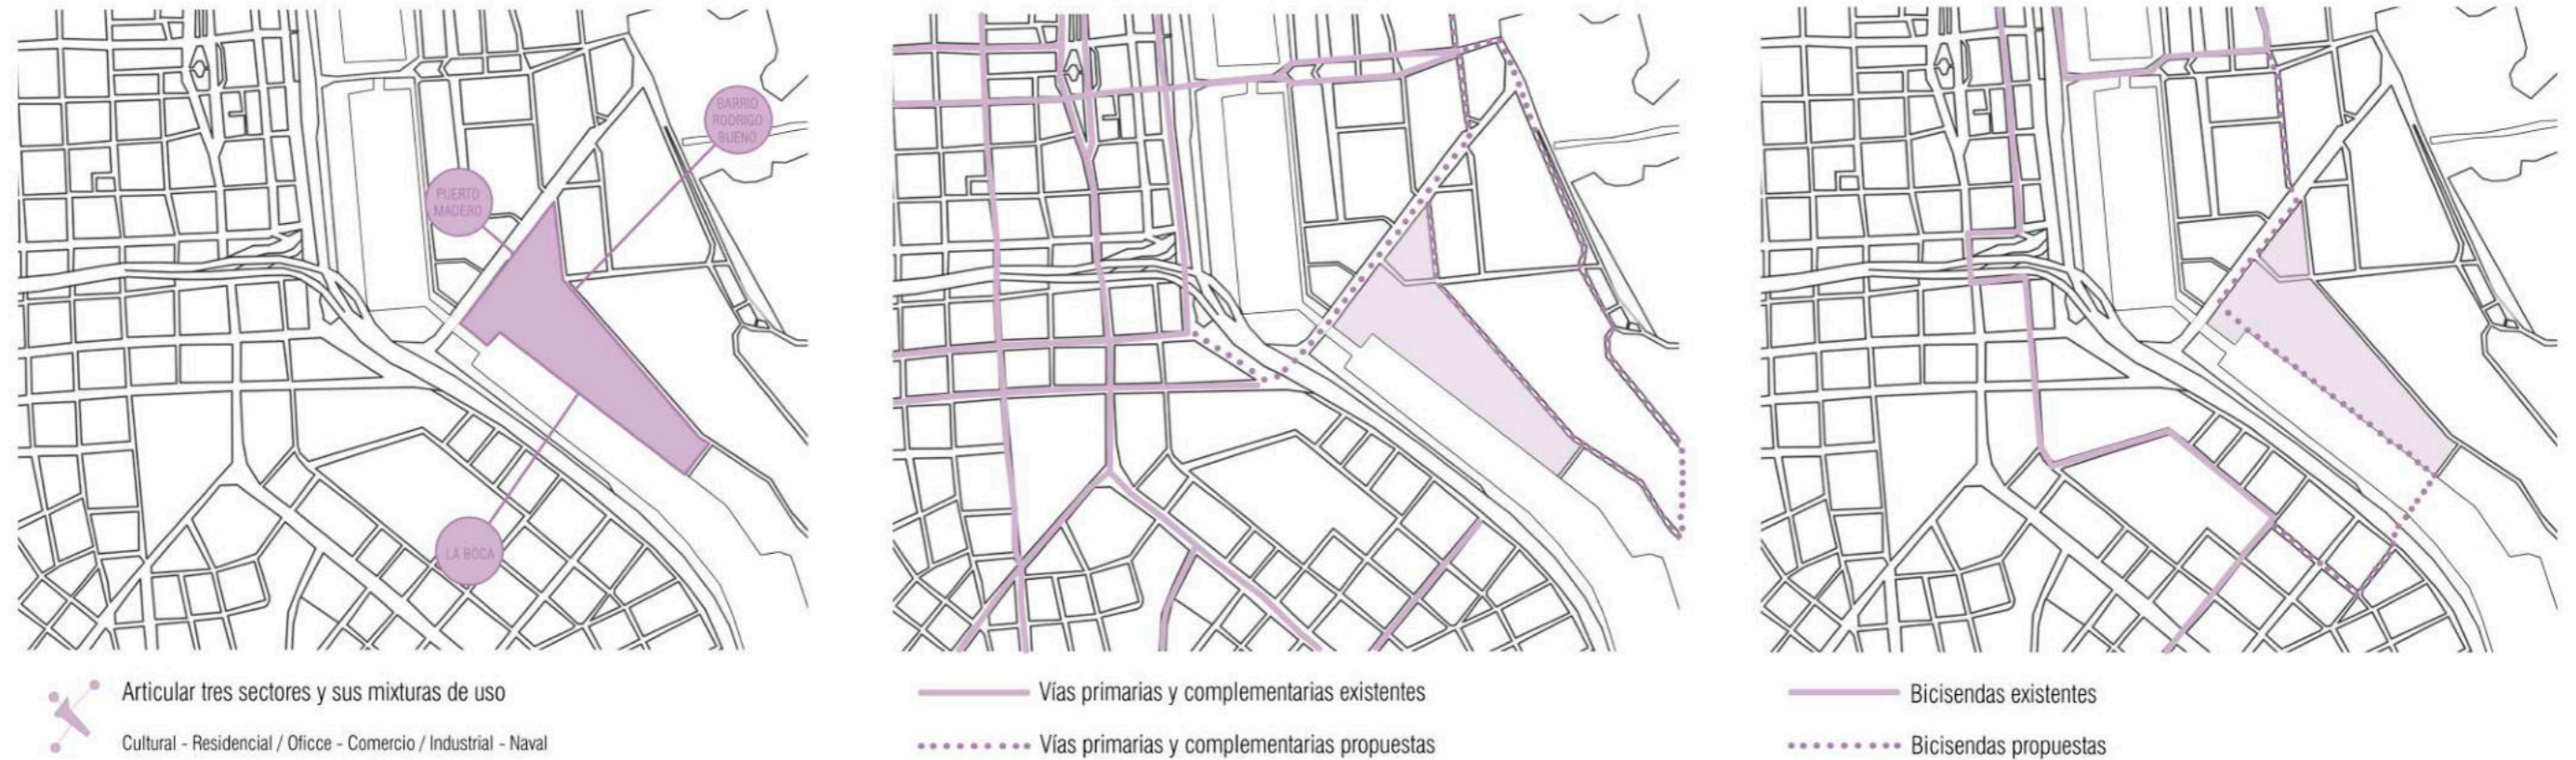 BARRIO
RODRIGO
BUENO
PUERTO
MADERO
LA BOCA
Articular tres sectores y sus mixturas de uso
Cultural - Residencial / Oficce - Comercio / Industrial - Naval
Vías primarias y complementarias existentes
Vías primarias y complementarias propuestas
Bicisendas existentes
Bicisendas propuestas